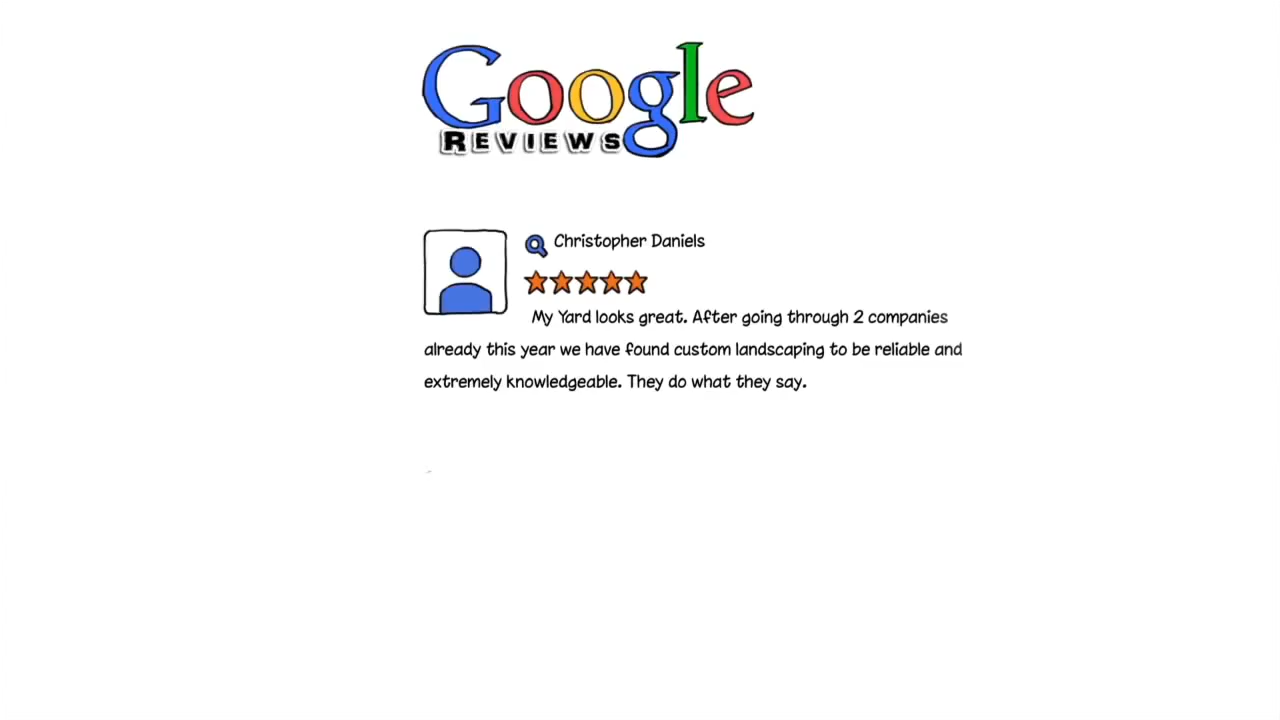 Google
REVIEWS
Christopher Daniels
My Yard looks great. After going through 2 companies
already this year we have found custom landscaping to be reliable and
extremely knowledgeable. They do what they say.